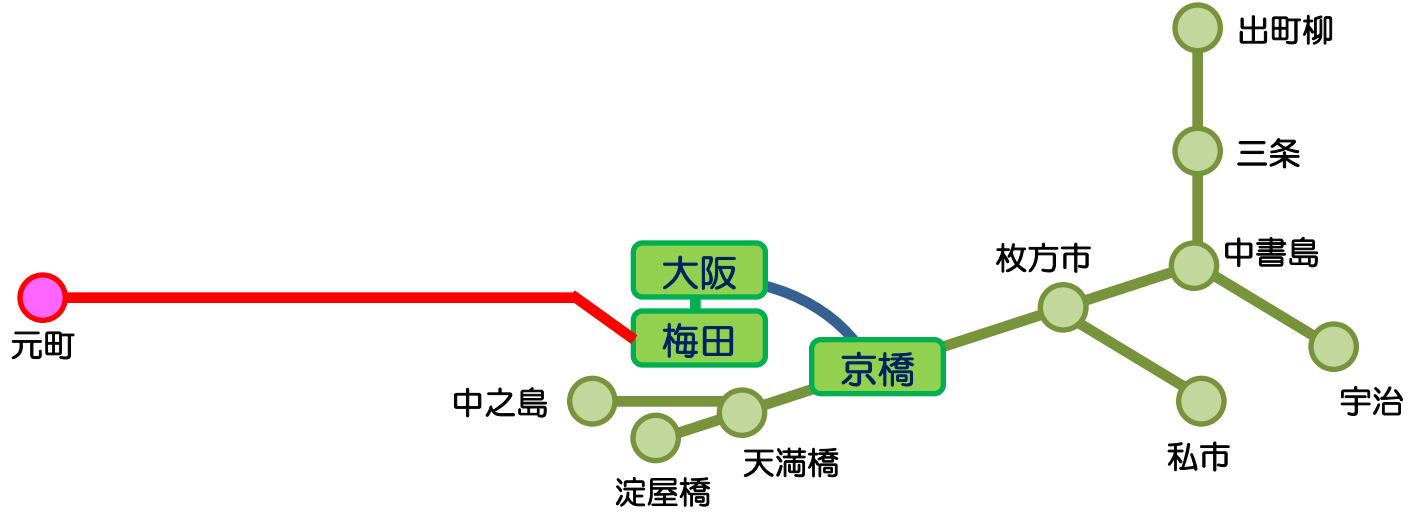 出町柳
三条
中書島
枚方市
大阪
梅田
元町
京橋
中之島
宇治
天満橋
私市
淀屋橋